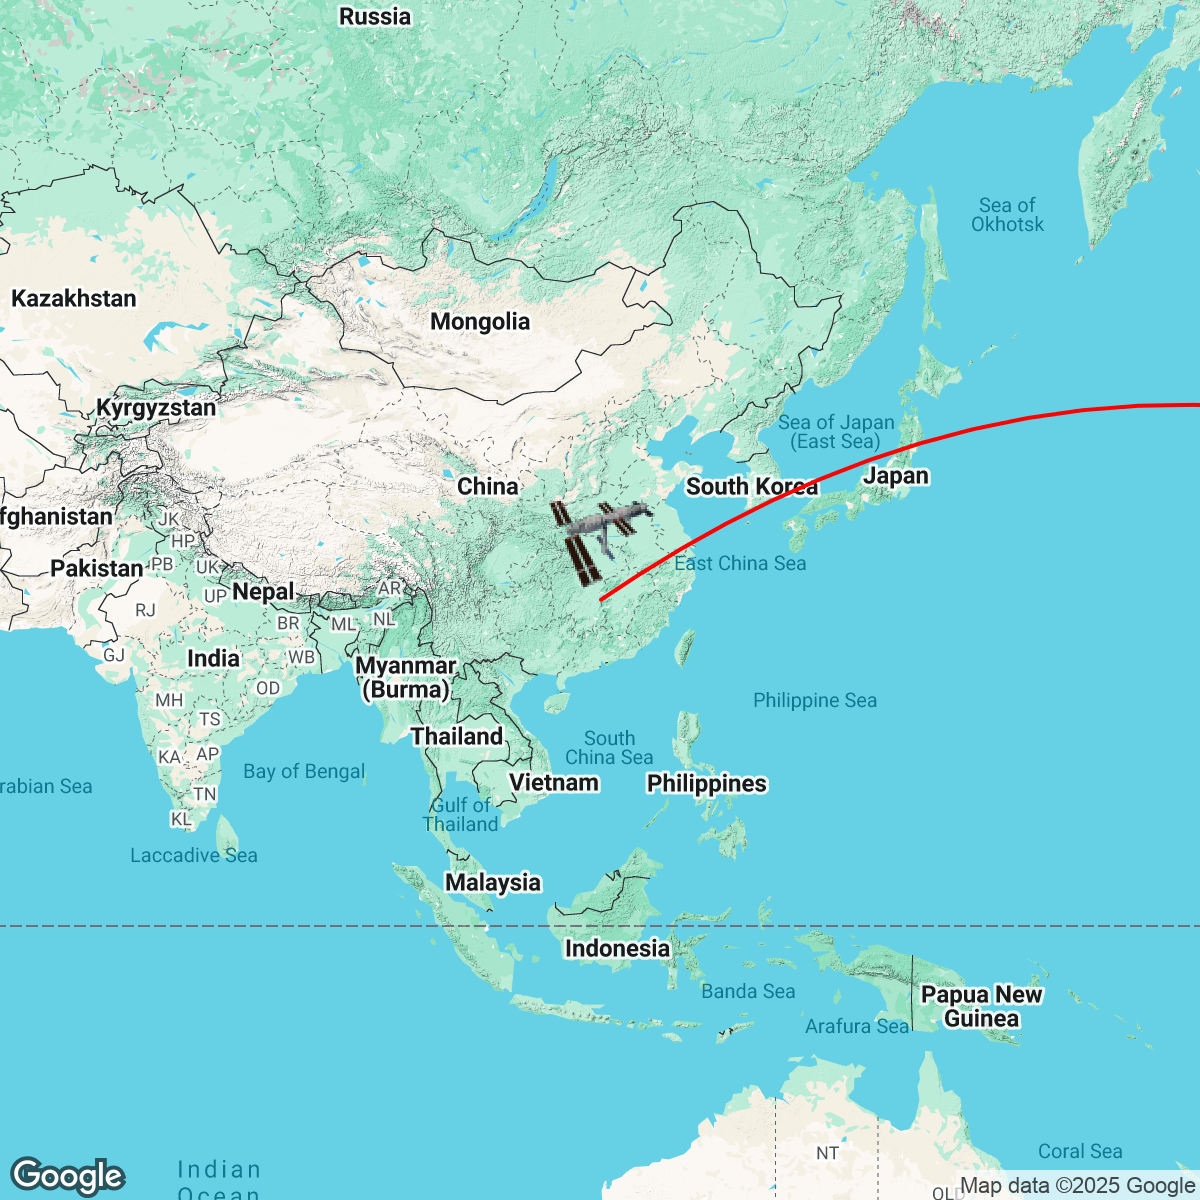 Russia
Sea of
Okhotsk
Kazakhstan
Mongolia
Kyrgyzstan
Sea of Japan
(East Sea)
Japan
China
South Korea
fghanistan
JK
HP
Pakistan
PB
UK
East China Sea
Nepal
UP
AR
RJ
BR
ML
NL
GJ
India
WB
Myanmar
(Burma)
OD
MH
TS
Philippine Sea
Thailand
South
China Sea
KA
AP
Bay of Bengal
Vietnam
Philippines
rabian Sea
TN
Gulf of
Thailand
KL
Laccadive Sea
Malaysia
Indonesia
Banda Sea
Papua New
Guinea
Arafura Sea
NT
Coral Sea
Indian
Ocean
QLD
Google
Map data ©2025 Google